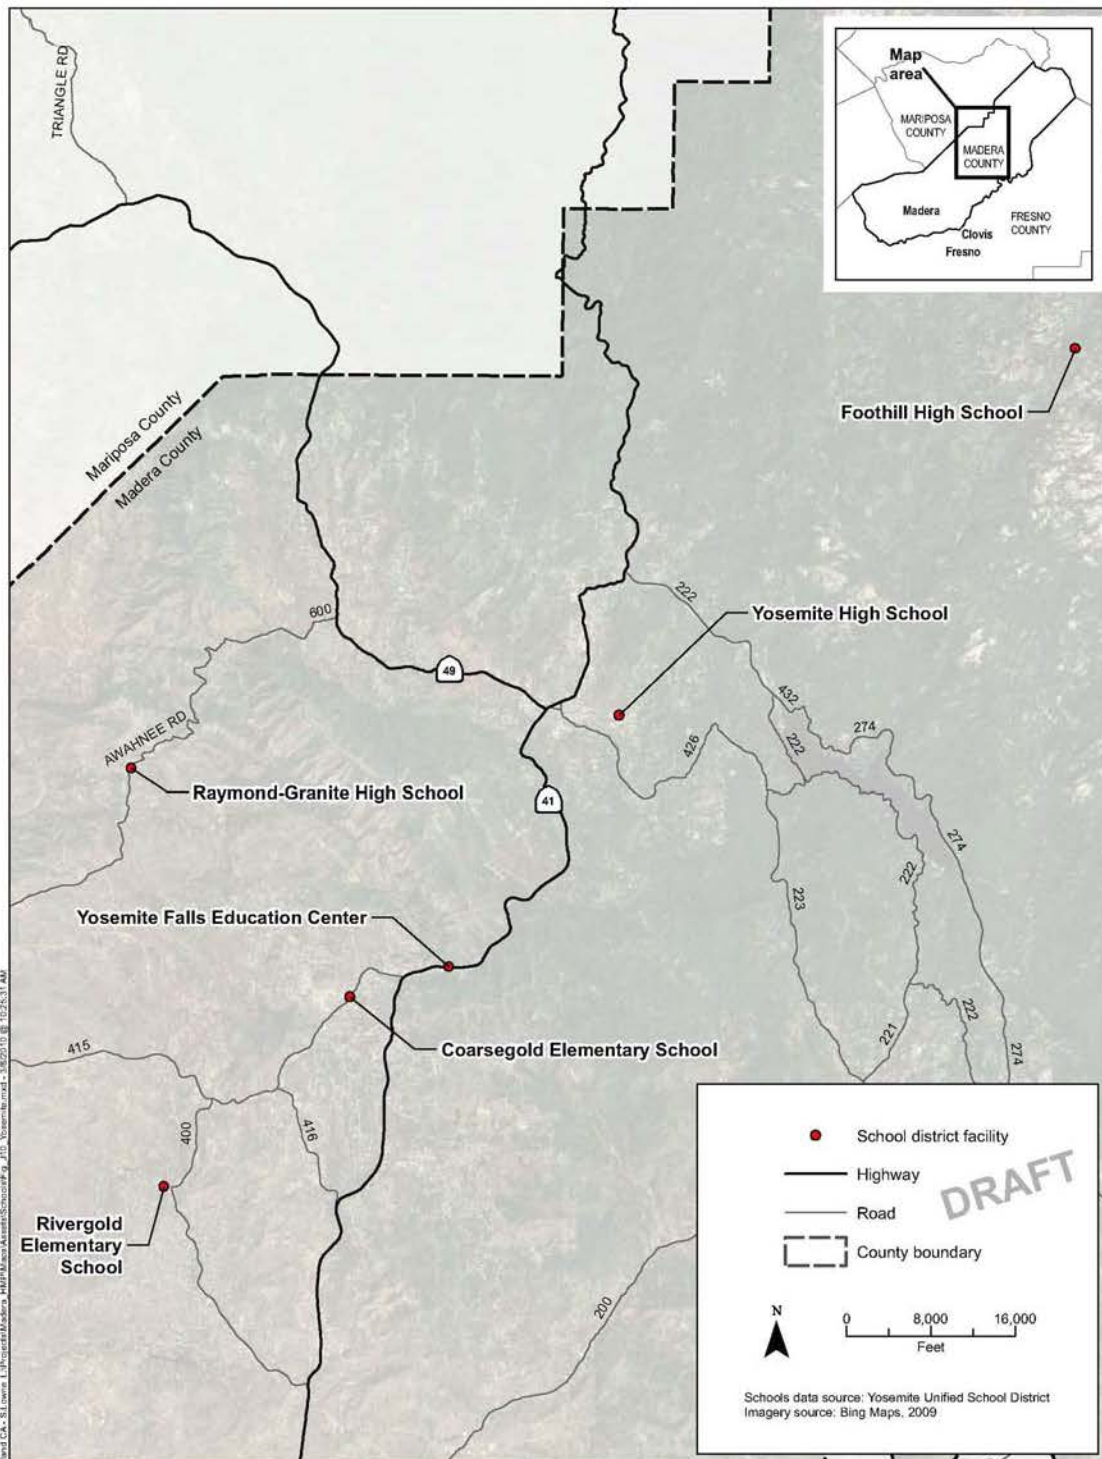 TRIANGLE RD
Map
area
MARIPOSA
COUNTY
MADERA
COUNTY
Madera
FRESNO
COUNTY
Clovis
Fresno
Foothill High School
Mariposa County
Madera County
222
600
Yosemite High School
49
432
274
AWAHNEE RD
426
222
Raymond-Granite High School
41
274
222
223
Yosemite Falls Education Center
222
415
Coarsegold Elementary School
221
274
400
416
School district facility
Highway
DRAFT
Road
Rivergold
Elementary
School
County boundary
200
N
0 8,000 16,000
Feet
Schools data source: Yosemite Unified School District
Imagery source: Bing Maps, 2009